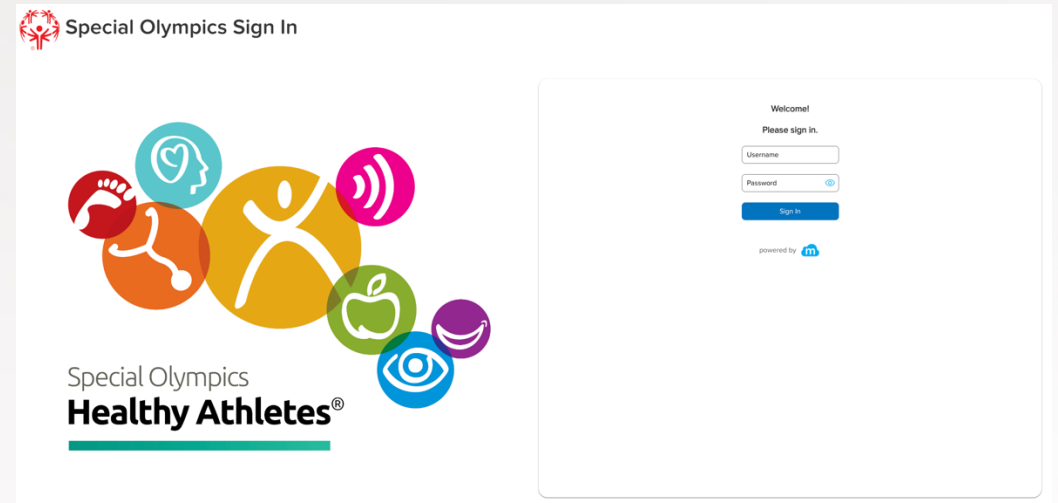 Special Olympics Sign In
Welcome!
Please sign in.
Username
Password
Sign In
powered by m
Special Olympics
Healthy Athletes®